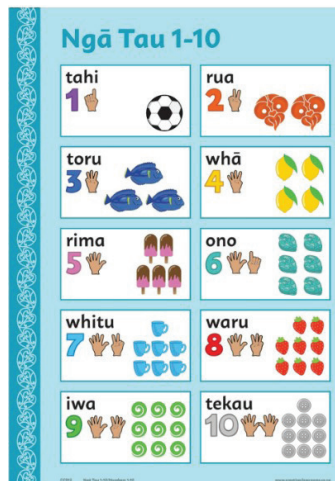 Ngā Tau 1-10
tahi
1
rua
2
toru
3
whā
4
rima
5
ono
6
whitu
7
waru
8
iwa
9
tekau
10